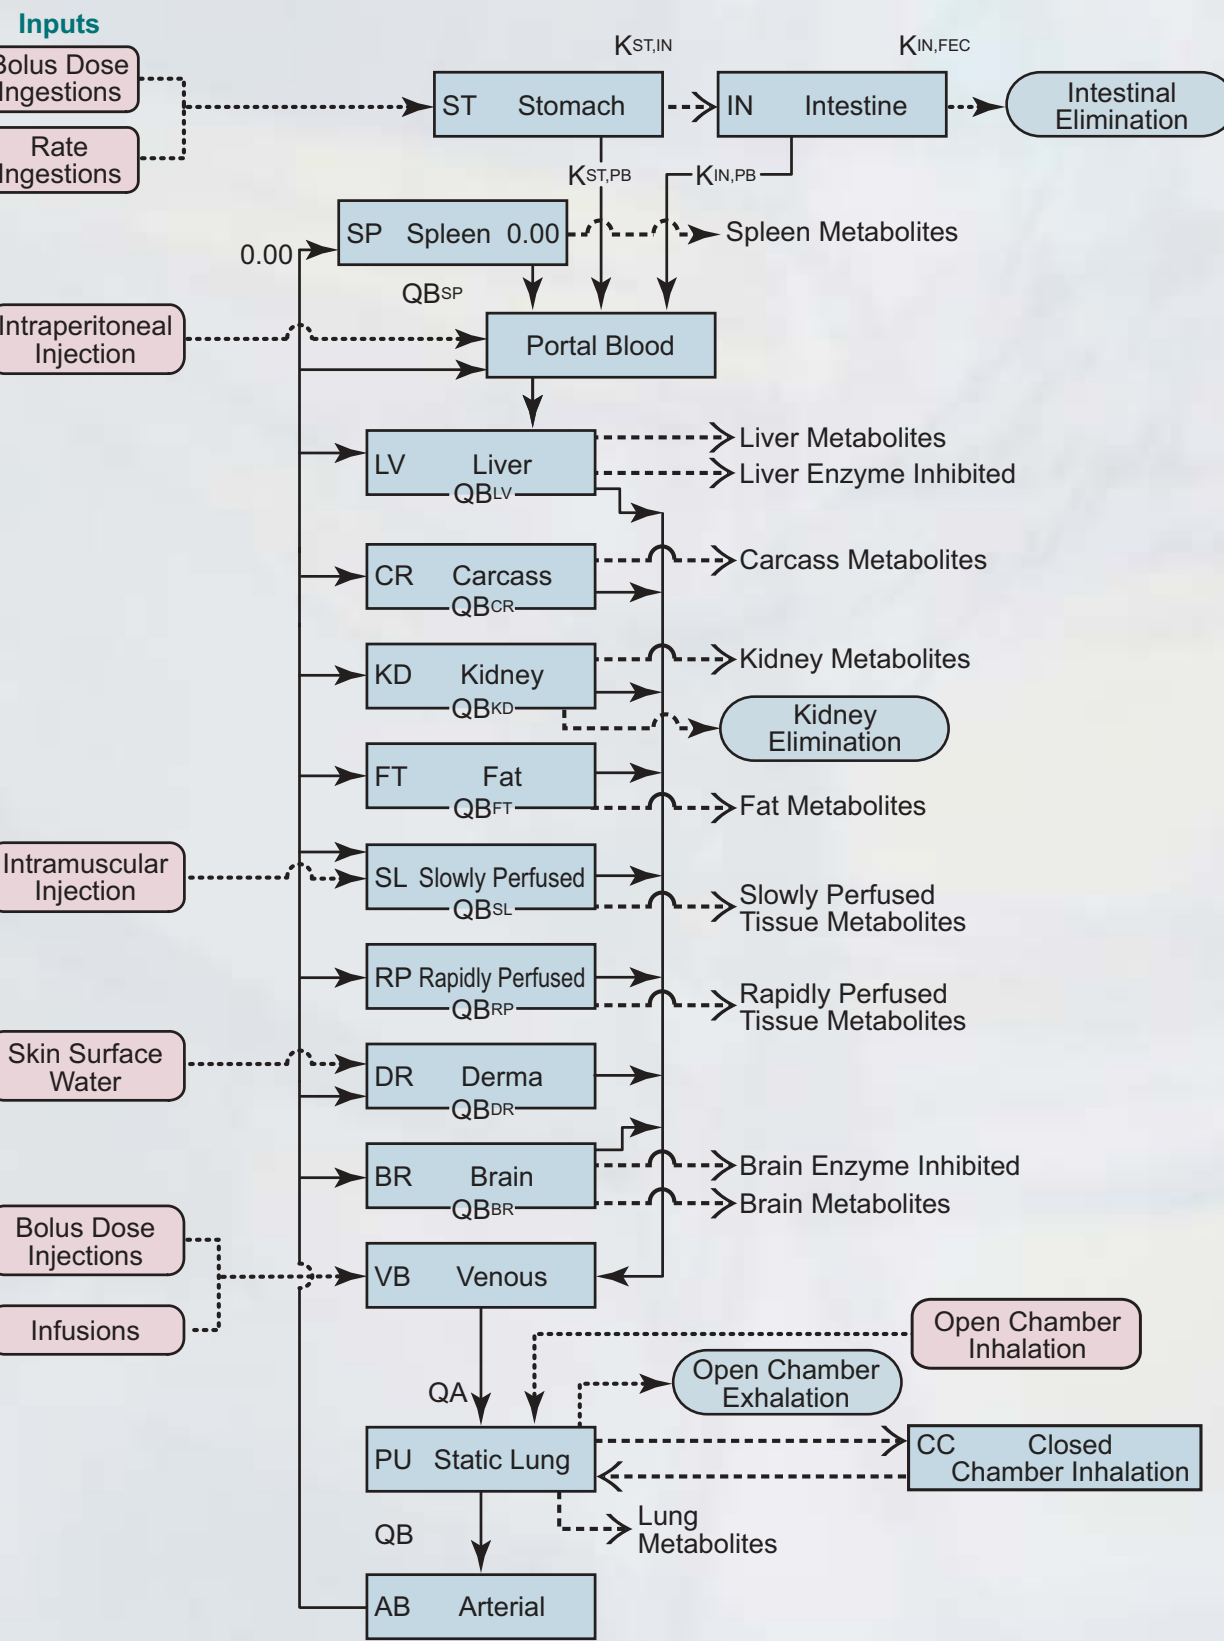 Inputs
Bolus Dose
Ingestions
Rate
Ingestions
KST,IN
KIN,FEC
ST Stomach
IN Intestine
Intestinal
Elimination
KST,PB
KIN,PB
SP Spleen 0.00
Spleen Metabolites
0.00
QBSP
Intraperitoneal
Injection
Portal Blood
LV Liver
QBLV
Liver Metabolites
Liver Enzyme Inhibited
CR Carcass
QBCR
Carcass Metabolites
KD Kidney
QBKD
Kidney Metabolites
Kidney
Elimination
FT Fat
QBFT
Fat Metabolites
Intramuscular
Injection
SL Slowly Perfused
QBSL
Slowly Perfused
Tissue Metabolites
RP Rapidly Perfused
QBRP
Rapidly Perfused
Tissue Metabolites
Skin Surface
Water
DR Derma
QBDR
BR Brain
QBBR
Brain Enzyme Inhibited
Brain Metabolites
Bolus Dose
Injections
Infusions
VB Venous
Open Chamber
Inhalation
Open Chamber
Exhalation
QA
PU Static Lung
CC Closed
Chamber Inhalation
Lung
Metabolites
QB
AB Arterial